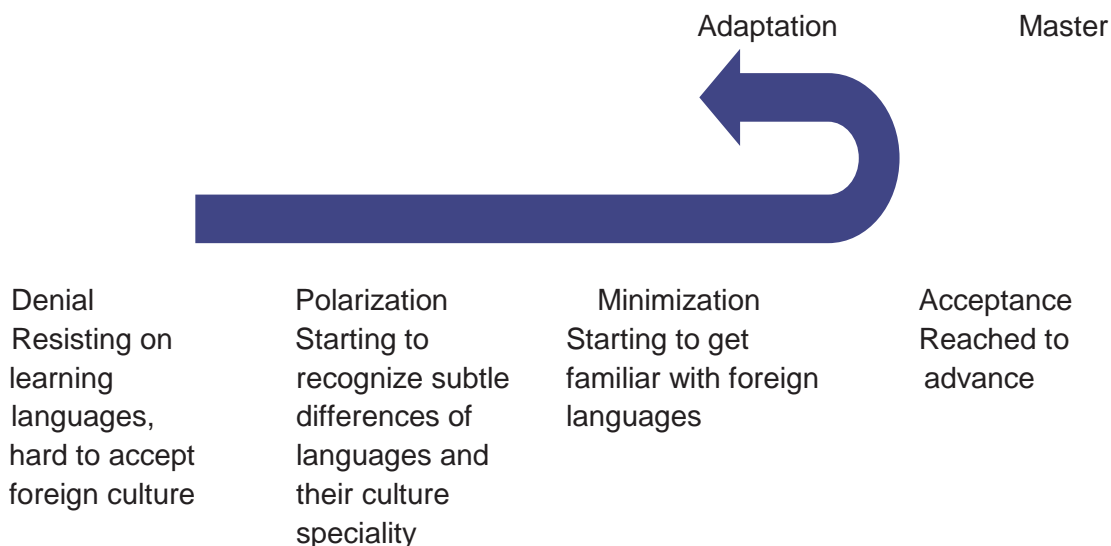 Adaptation
Master
Denial
Resisting on
learning
languages,
hard to accept
foreign culture
Polarization
Starting to
recognize subtle
differences of
languages and
their culture
speciality
Minimization
Starting to get
familiar with foreign
languages
Acceptance
Reached to
advance